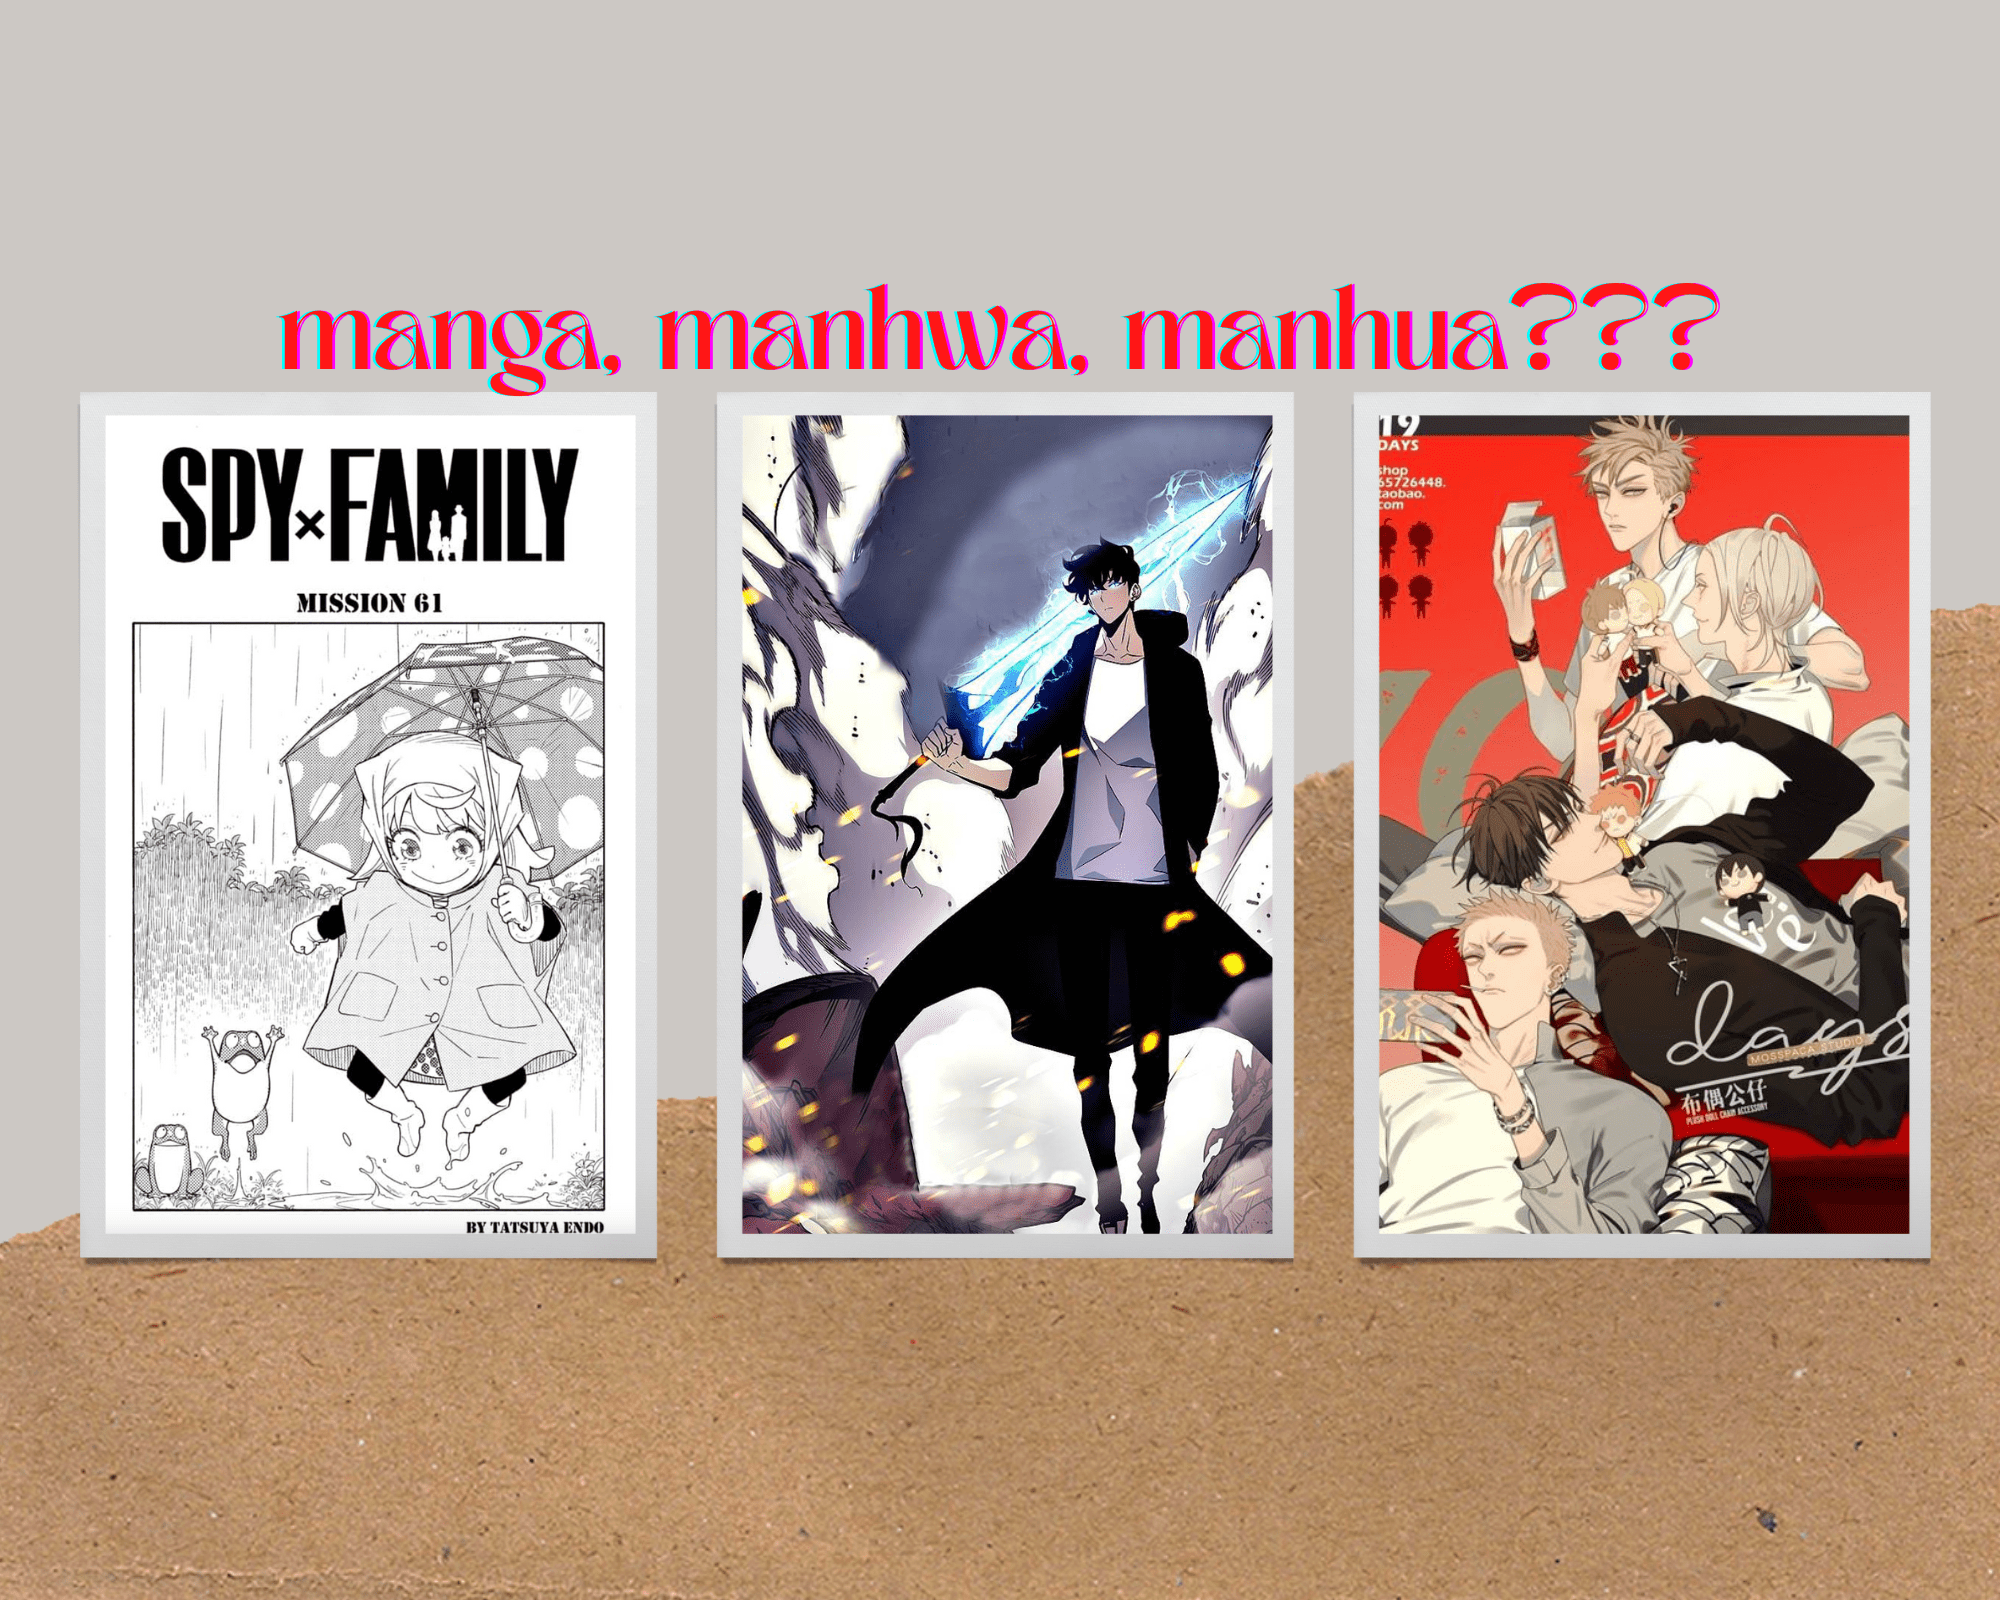 manga, manhwa, manhua???
SPY×FAMILY
MISSION 61
BY TATSUYA ENDO
19
DAYS
shop
65726448.
taobao.
com
days
MOSSPACA STUDIO
布偶公仔
PLUSH DOLL CHAIN ACCESSORY